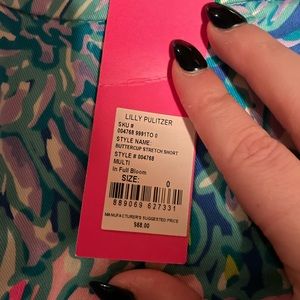 LILLY PULITZER
SKU #
004768 9991TO 0
STYLE NAME:
BUTTERCUP STRETCH SHORT
STYLE # 004768
MULTI
In Full Bloom
SIZE: 0
889069 627331
MANUFACTURER'S SUGGESTED PRICE
$88.00